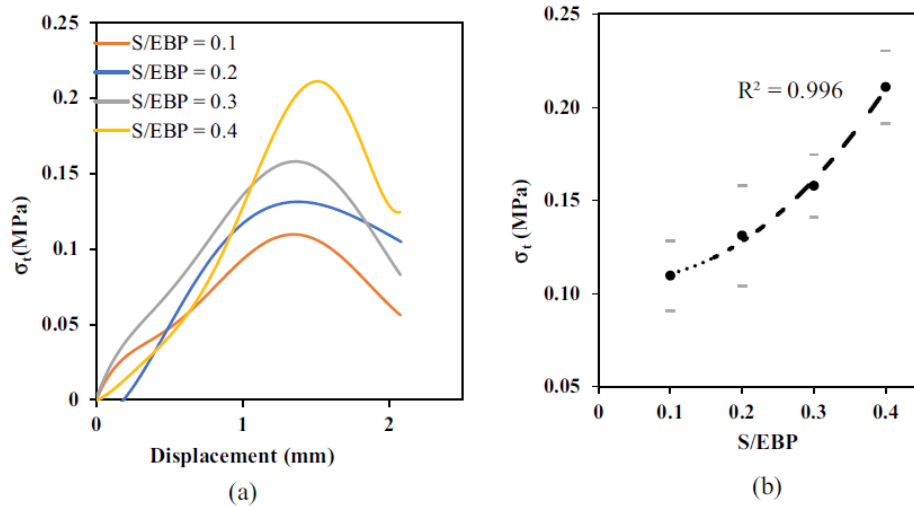 0.25
0.2
0.15
0.1
0.05
0
σt(MPa)
S/EBP = 0.1
S/EBP = 0.2
S/EBP = 0.3
S/EBP = 0.4
0 1 2
Displacement (mm)
(a)
0.25
0.20
0.15
0.10
0.05
σt (MPa)
R² = 0.996
0 0.1 0.2 0.3 0.4
S/EBP
(b)